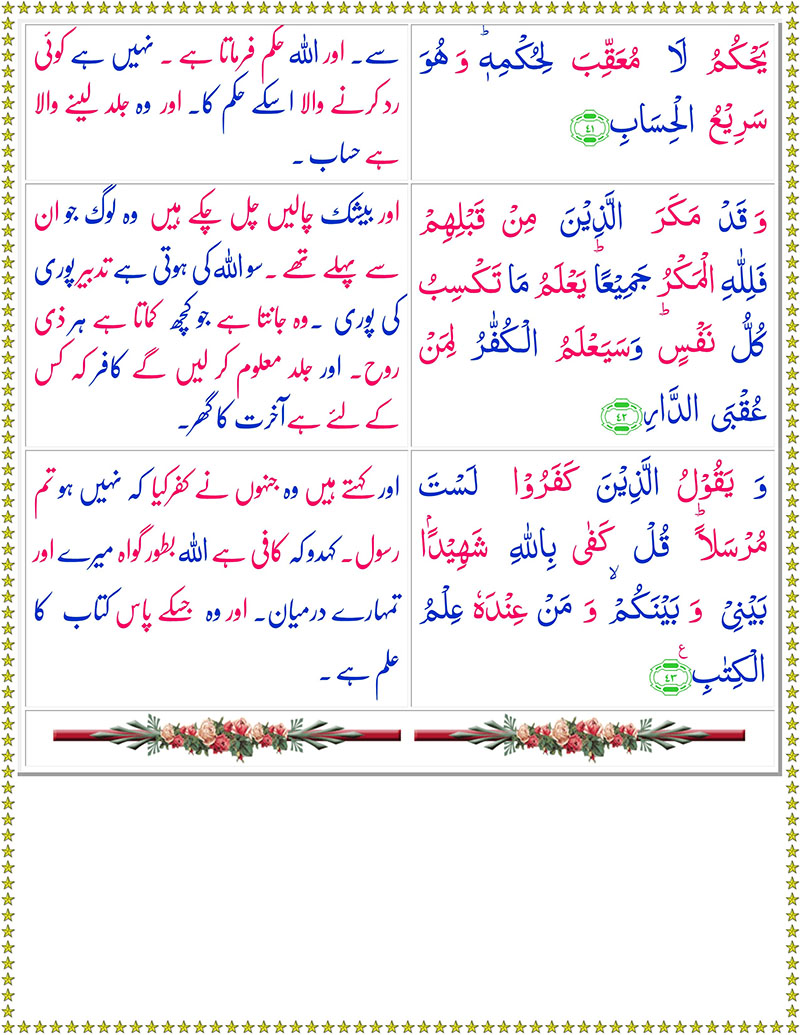 يَحْكُمُ لَا مُعَقِّبَ لِحُكْمِهٖؕ وَ هُوَ
سَرِيْعُ الْحِسَابِ ﴿٤١﴾
سے۔ اور اللہ حکم فرماتا ہے ۔ نہیں ہے کوئی
رد کرنے والا اسکے حکم کا۔ اور وہ جلد لینے والا
ہے حساب ۔
وَ قَدْ مَكَرَ الَّذِيْنَ مِنْ قَبْلِهِمْ
فَلِلّٰهِ الْمَكْرُ جَمِيْعًاؕ يَعْلَمُ مَا تَكْسِبُ
كُلُّ نَفْسٍؕ وَسَيَعْلَمُ الْكُفّٰرُ لِمَنْ
عُقْبَى الدَّارِ ﴿٤٢﴾
اور بیشک چالیں چل چکے ہیں وہ لوگ جو ان
سے پہلے تھے ۔سو اللہ کی ہوتی ہے تدبیر پوری
کی پوری ۔وہ جانتا ہے جو کچھ کماتا ہے ہر ذی
روح۔ اور جلد معلوم کر لیں گے کافر کہ کس
کے لئے ہے آخرت کا گھر۔
وَ يَقُوْلُ الَّذِيْنَ كَفَرُوْا لَسْتَ
مُرْسَلًاؕ قُلْ كَفٰى بِاللّٰهِ شَهِيْدًۢا
بَيْنِيْ وَ بَيْنَكُمْۙ وَ مَنْ عِنْدَهٗ عِلْمُ
الْكِتٰبِ ﴿٤٣﴾ ع
اور کہتے ہیں وہ جنہوں نے کفر کیا کہ نہیں ہو تم
رسول۔ کہدو کہ کافی ہے اللہ بطور گواہ میرے اور
تمہارے درمیان۔ اور وہ جسکے پاس کتاب کا
علم ہے ۔